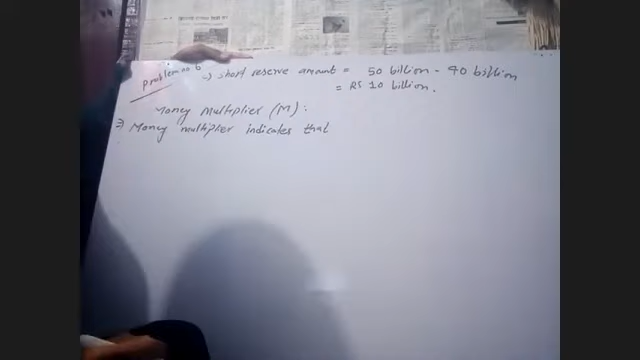 Problem no 6 → short reserve amount = 50 billion - 40 billion
= RS 10 billion.
Money Multiplier (M):
⇒ Money multiplier indicates that